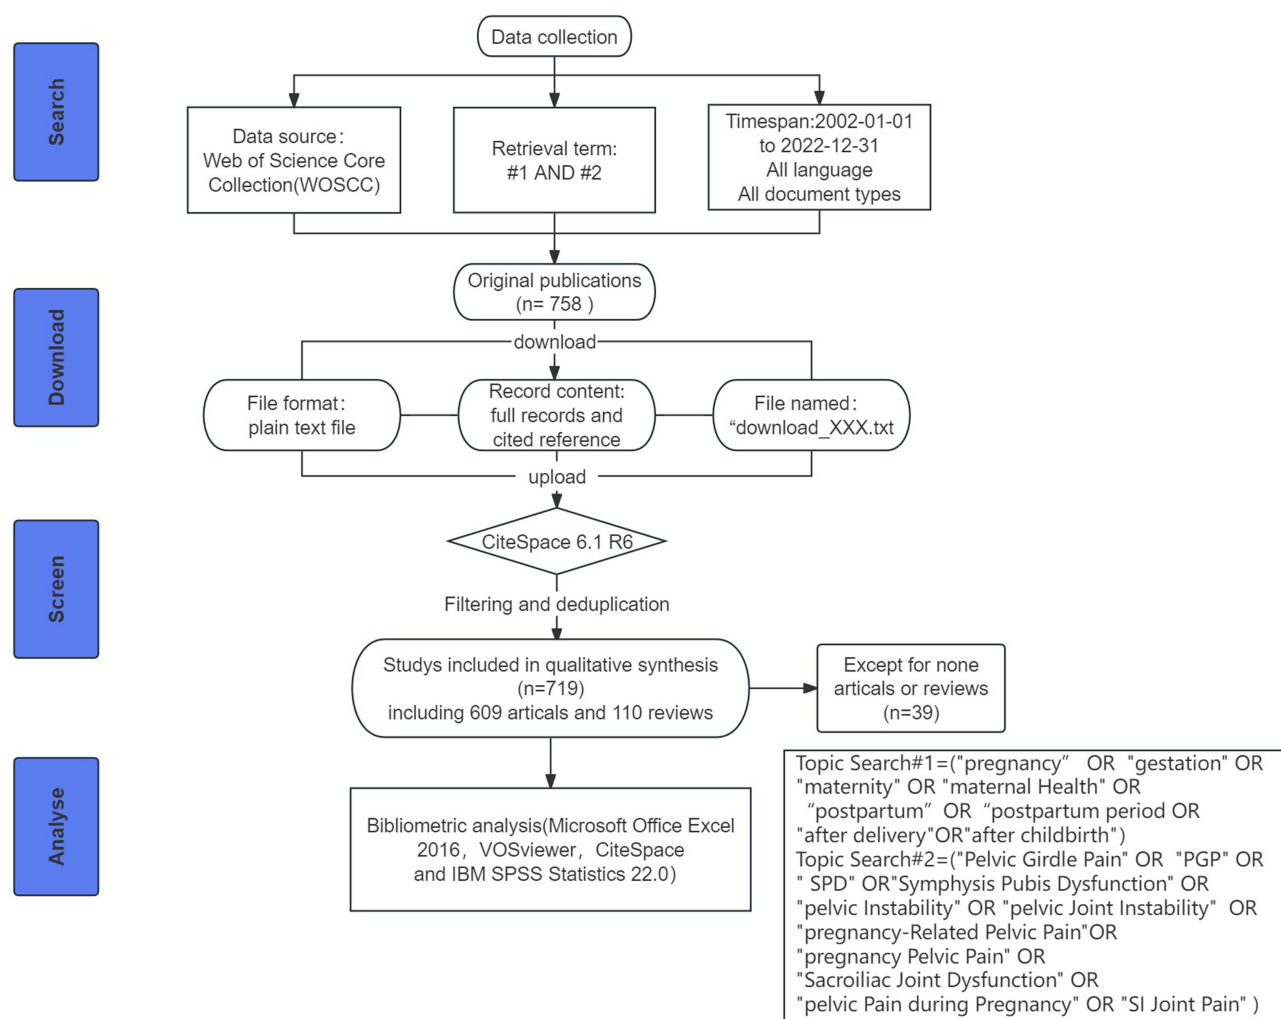 Search
Data collection
Data source:
Web of Science Core
Collection(WOSCC)
Retrieval term:
#1 AND #2
Timespan:2002-01-01
to 2022-12-31
All language
All document types
Download
Original publications
(n= 758 )
download
File format:
plain text file
Record content:
full records and
cited reference
File named:
“download_XXX.txt
upload
Screen
CiteSpace 6.1 R6
Filtering and deduplication
Studys included in qualitative synthesis
(n=719)
including 609 articals and 110 reviews
Except for none
articals or reviews
(n=39)
Analyse
Bibliometric analysis(Microsoft Office Excel
2016, VOSviewer, CiteSpace
and IBM SPSS Statistics 22.0)
Topic Search#1=("pregnancy” OR "gestation" OR
"maternity" OR "maternal Health" OR
“postpartum” OR “postpartum period OR
"after delivery"OR"after childbirth")
Topic Search#2=("Pelvic Girdle Pain" OR "PGP" OR
" SPD" OR"Symphysis Pubis Dysfunction" OR
"pelvic Instability" OR "pelvic Joint Instability" OR
"pregnancy-Related Pelvic Pain"OR
"pregnancy Pelvic Pain" OR
"Sacroiliac Joint Dysfunction" OR
"pelvic Pain during Pregnancy" OR "SI Joint Pain" )